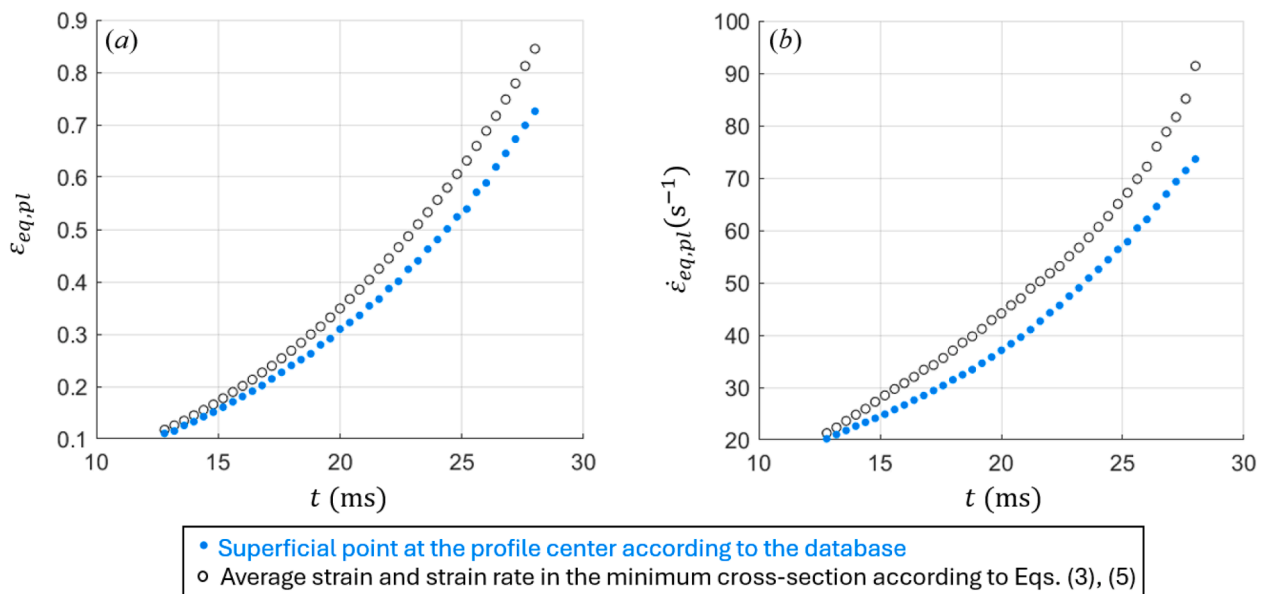 (a)
0.9
0.8
0.7
0.6
0.5
0.4
0.3
0.2
0.1
εeq,pl
10 15 20 25 30
t (ms)
(b)
100
90
80
70
60
50
40
30
20
ε̇eq,pl(s⁻¹)
10 15 20 25 30
t (ms)
Superficial point at the profile center according to the database
Average strain and strain rate in the minimum cross-section according to Eqs. (3), (5)